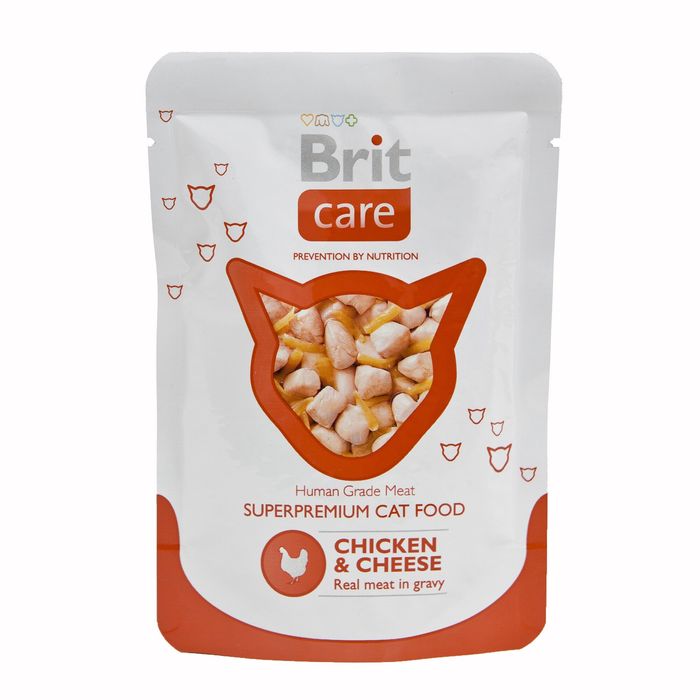 Brit
care
PREVENTION BY NUTRITION
Human Grade Meat
SUPERPREMIUM CAT FOOD
CHICKEN
& CHEESE
Real meat in gravy